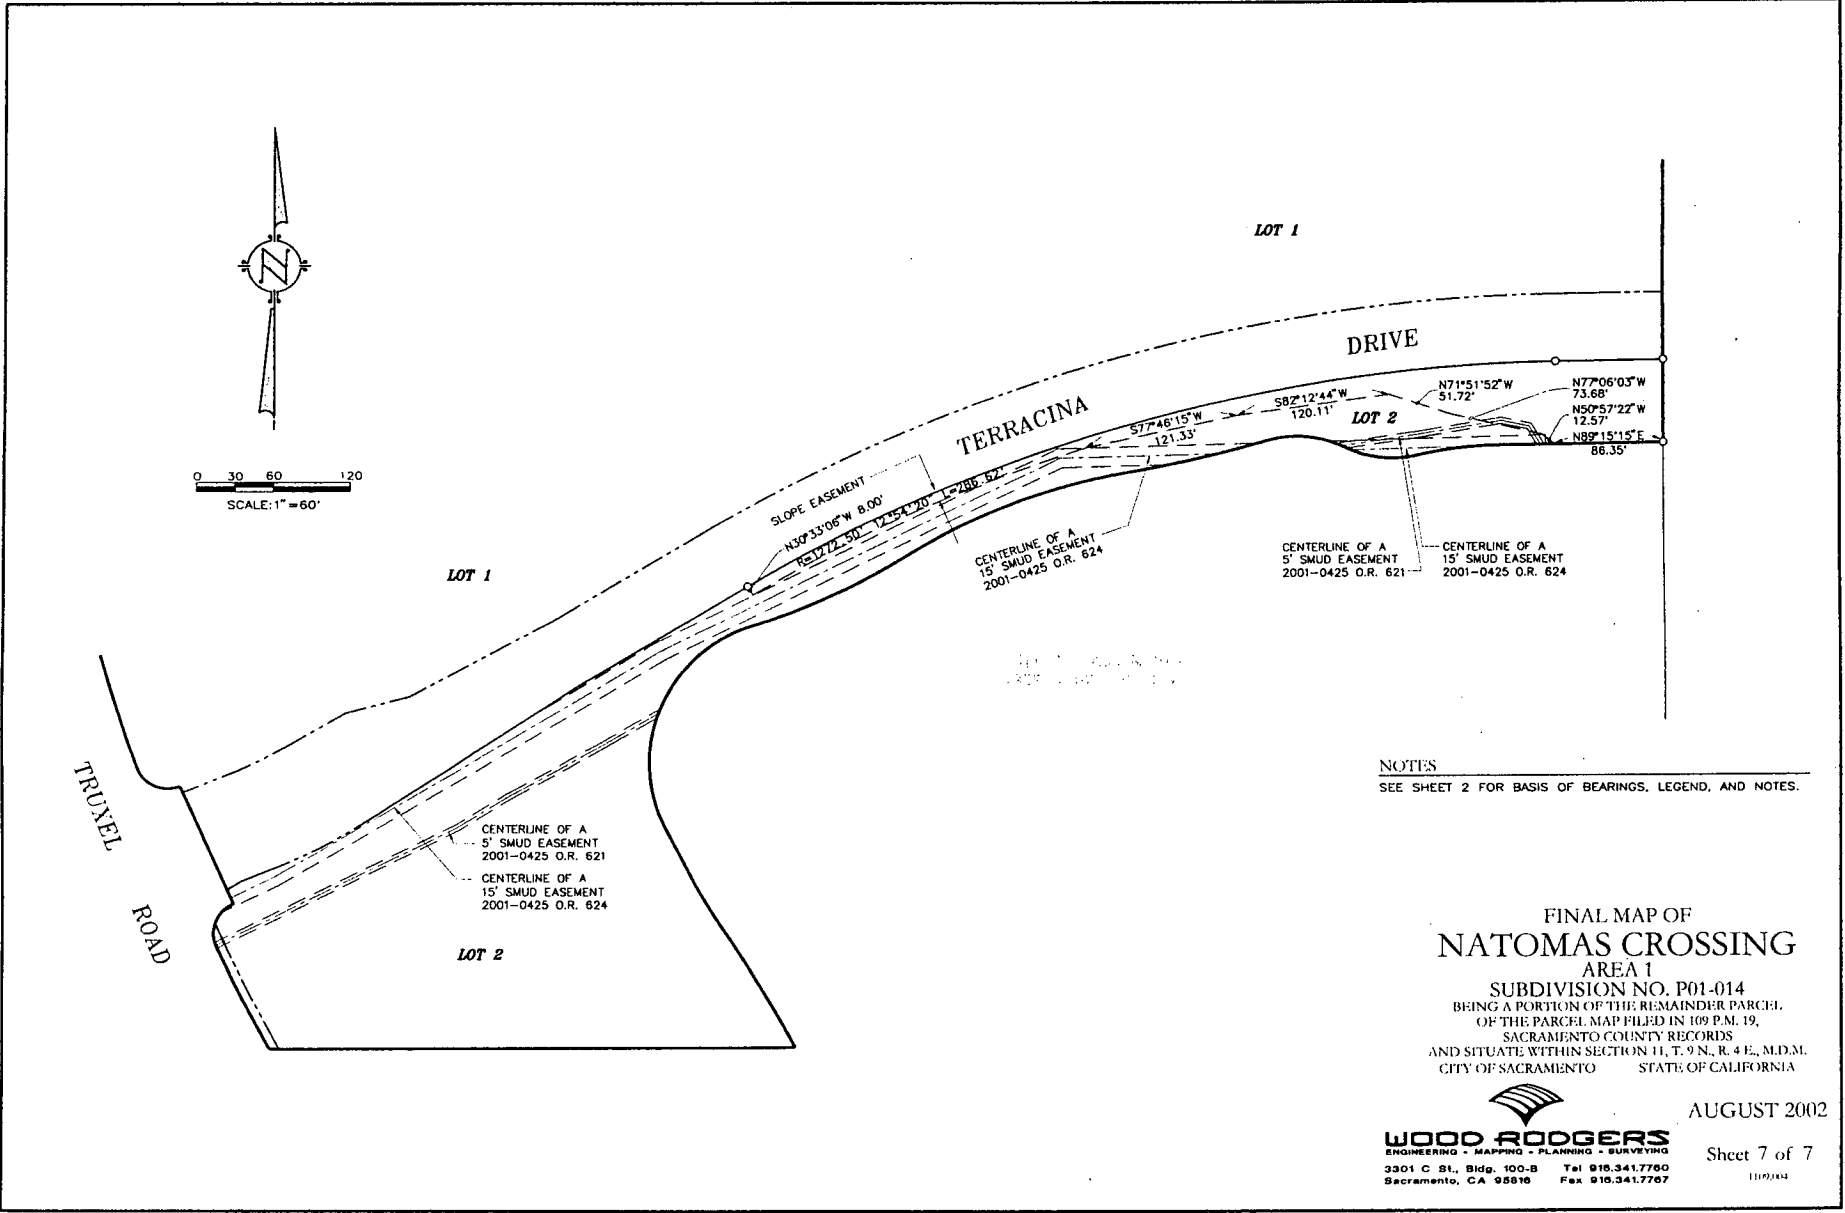 LOT 1
DRIVE
TERRACINA
N71°51'52"W
51.72'
N77°06'03"W
73.68'
N50°57'22"W
12.57'
N89°15'15"E
86.35'
S82°12'44"W
120.11'
LOT 2
S77°46'15"W
121.33'
0 30 60 120
SCALE: 1"=60'
SLOPE EASEMENT
N30°33'06"W 8.00'
R=1272.50' 12°54'20" L=286.62'
CENTERLINE OF A
15' SMUD EASEMENT
2001-0425 O.R. 624
CENTERLINE OF A
5' SMUD EASEMENT
2001-0425 O.R. 621
CENTERLINE OF A
15' SMUD EASEMENT
2001-0425 O.R. 624
LOT 1
TRUXEL
ROAD
CENTERLINE OF A
5' SMUD EASEMENT
2001-0425 O.R. 621
CENTERLINE OF A
15' SMUD EASEMENT
2001-0425 O.R. 624
LOT 2
NOTES
SEE SHEET 2 FOR BASIS OF BEARINGS, LEGEND, AND NOTES.
FINAL MAP OF
NATOMAS CROSSING
AREA 1
SUBDIVISION NO. P01-014
BEING A PORTION OF THE REMAINDER PARCEL
OF THE PARCEL MAP FILED IN 109 P.M. 19,
SACRAMENTO COUNTY RECORDS
AND SITUATE WITHIN SECTION 11, T. 9 N., R. 4 E., M.D.M.
CITY OF SACRAMENTO STATE OF CALIFORNIA
AUGUST 2002
WOOD RODGERS
ENGINEERING - MAPPING - PLANNING - SURVEYING
3301 C St., Bldg. 100-B Tel 916.341.7760
Sacramento, CA 95816 Fax 916.341.7767
Sheet 7 of 7
1109.004